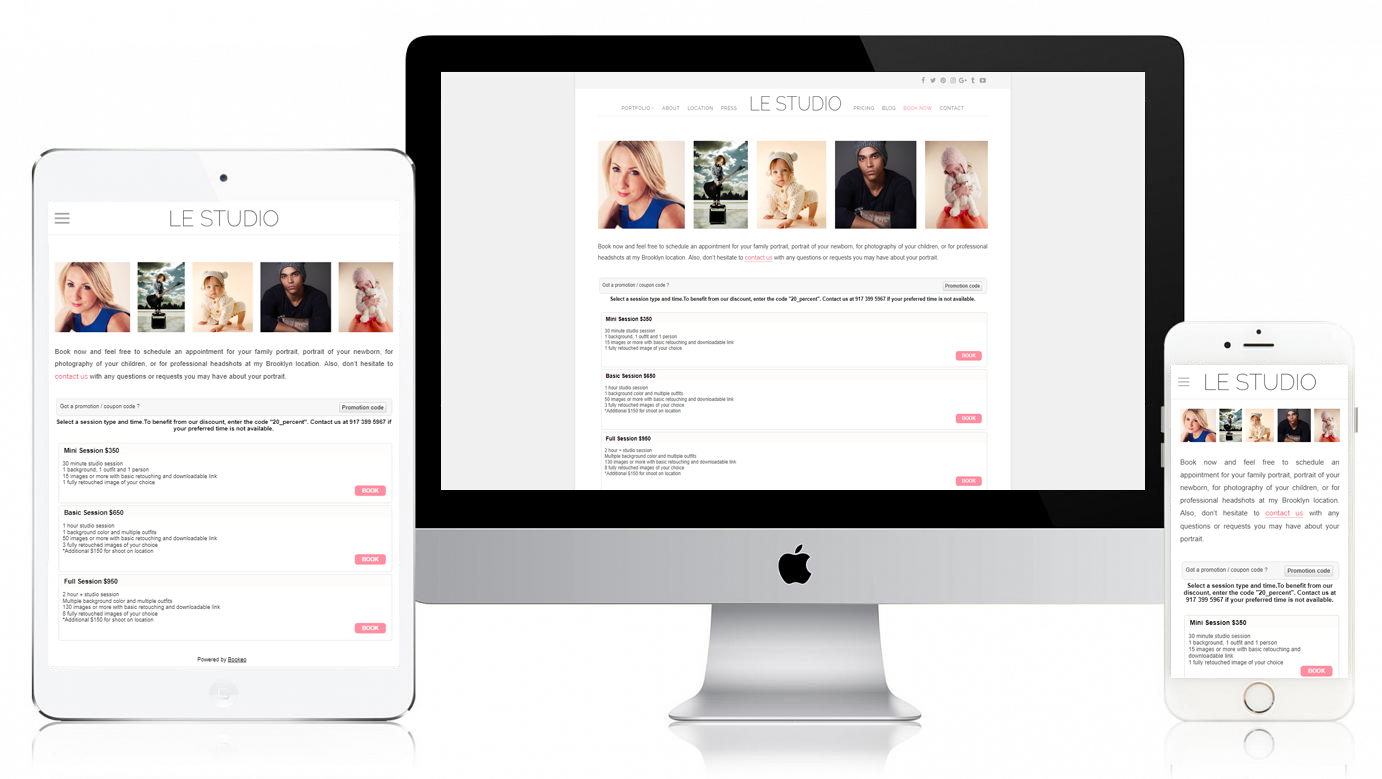 LE STUDIO
Book now and feel free to schedule an appointment for your family portrait, portrait of your newborn, for
photography of your children, or for professional headshots at my Brooklyn location. Also, don't hesitate to
contact us with any questions or requests you may have about your portrait.
Got a promotion / coupon code ? Promotion code
Select a session type and time.To benefit from our discount, enter the code "20_percent". Contact us at 917 399 5967 if
your preferred time is not available.
Mini Session $350
30 minute studio session
1 background, 1 outfit and 1 person
15 images or more with basic retouching and downloadable link
1 fully retouched image of your choice
BOOK
Basic Session $650
1 hour studio session
1 background color and multiple outfits
50 images or more with basic retouching and downloadable link
3 fully retouched images of your choice
*Additional $150 for shoot on location
BOOK
Full Session $950
2 hour + studio session
Multiple background color and multiple outfits
130 images or more with basic retouching and downloadable link
8 fully retouched images of your choice
*Additional $150 for shoot on location
BOOK
Powered by Bookeo
PORTFOLIO ABOUT LOCATION PRESS LE STUDIO PRICING BLOG BOOK NOW CONTACT
Book now and feel free to schedule an appointment for your family portrait, portrait of your newborn, for photography of your children, or for professional
headshots at my Brooklyn location. Also, don't hesitate to contact us with any questions or requests you may have about your portrait.
Got a promotion / coupon code ? Promotion code
Select a session type and time.To benefit from our discount, enter the code "20_percent". Contact us at 917 399 5967 if your preferred time is not available.
Mini Session $350
30 minute studio session
1 background, 1 outfit and 1 person
15 images or more with basic retouching and downloadable link
1 fully retouched image of your choice
BOOK
Basic Session $650
1 hour studio session
1 background color and multiple outfits
50 images or more with basic retouching and downloadable link
3 fully retouched images of your choice
*Additional $150 for shoot on location
BOOK
Full Session $950
2 hour + studio session
Multiple background color and multiple outfits
130 images or more with basic retouching and downloadable link
8 fully retouched images of your choice
*Additional $150 for shoot on location
BOOK
LE STUDIO
Book now and feel free to schedule an
appointment for your family portrait, portrait of your
newborn, for photography of your children, or for
professional headshots at my Brooklyn location.
Also, don't hesitate to contact us with any
questions or requests you may have about your
portrait.
Got a promotion / coupon code ? Promotion code
Select a session type and time.To benefit from our
discount, enter the code "20_percent". Contact us at
917 399 5967 if your preferred time is not available.
Mini Session $350
30 minute studio session
1 background, 1 outfit and 1 person
15 images or more with basic retouching and
downloadable link
1 fully retouched image of your choice
BOOK